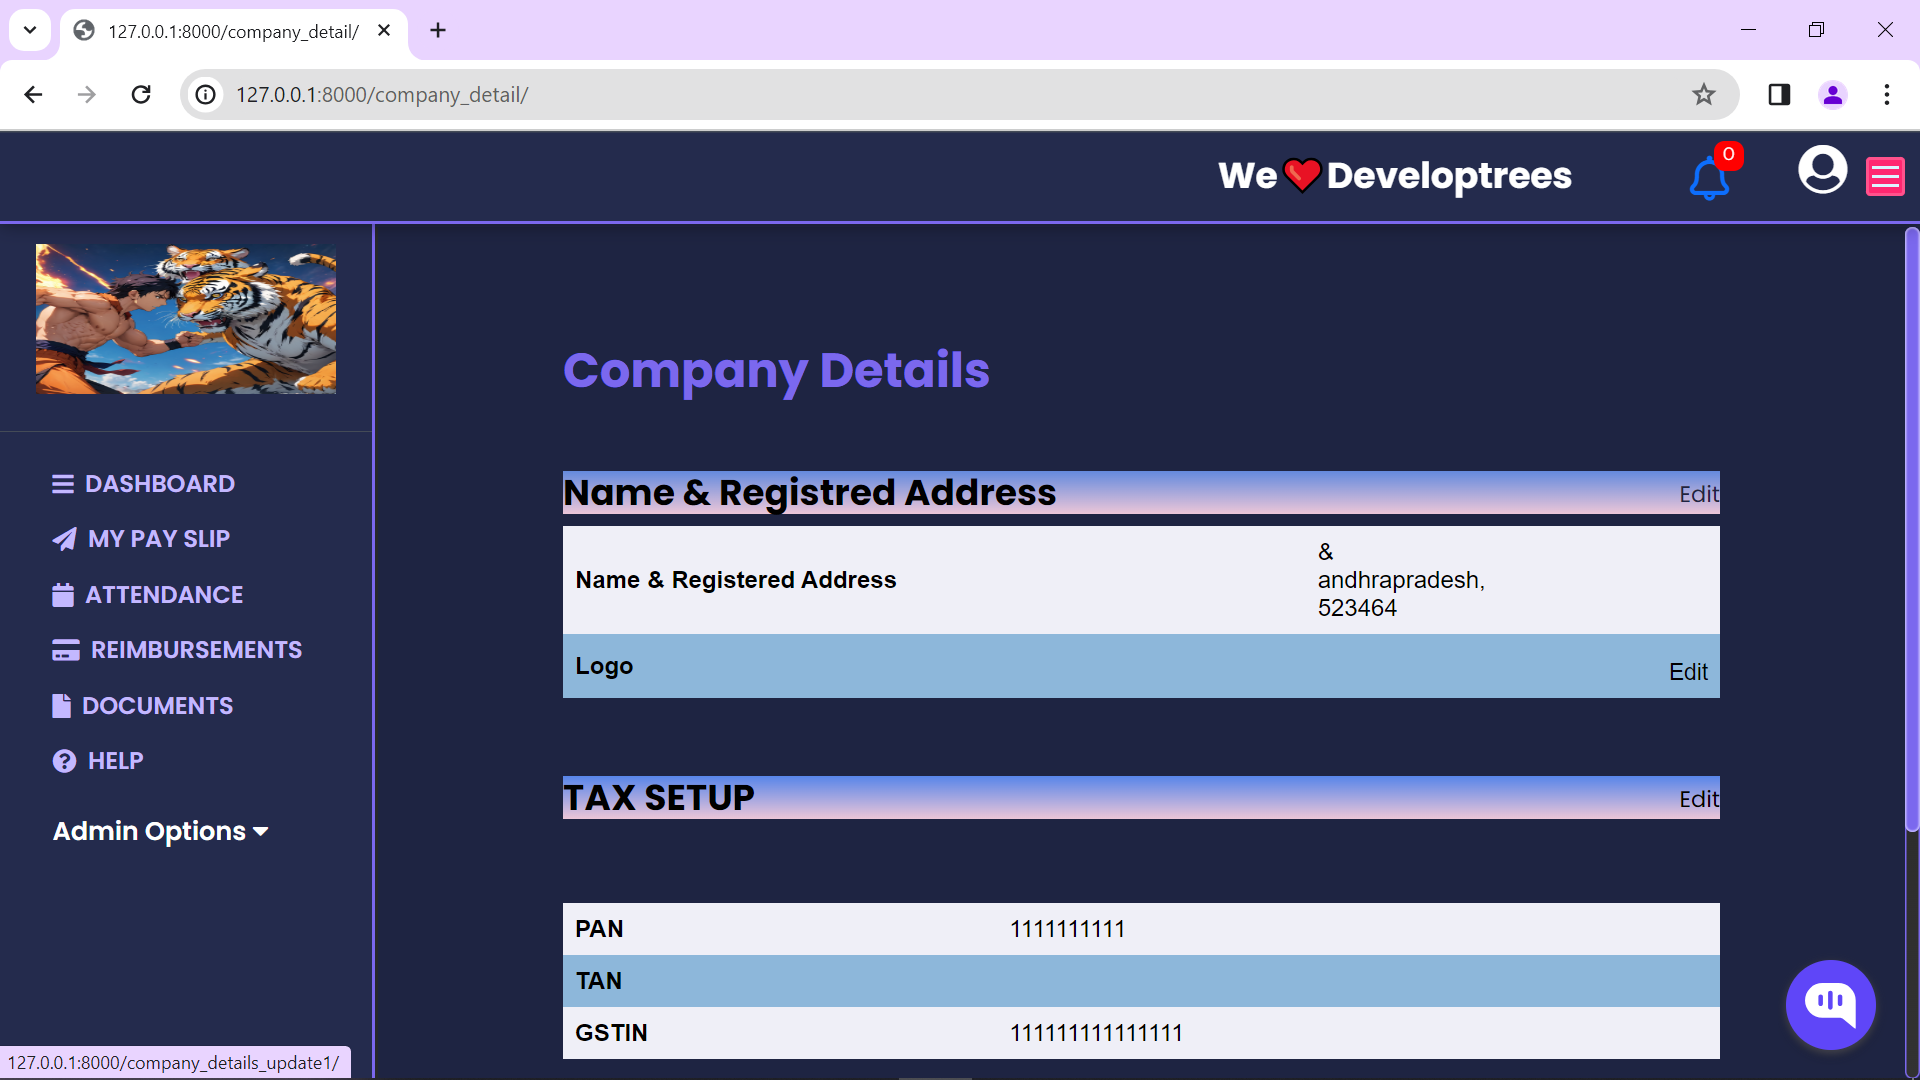 127.0.0.1:8000/company_detail/
127.0.0.1:8000/company_detail/
We Developtrees
0
DASHBOARD
MY PAY SLIP
ATTENDANCE
REIMBURSEMENTS
DOCUMENTS
HELP
Admin Options
Company Details
Name & Registred Address Edit
Name & Registered Address
&
andhrapradesh,
523464
Logo Edit
TAX SETUP Edit
PAN 1111111111
TAN
GSTIN 111111111111111
127.0.0.1:8000/company_details_update1/